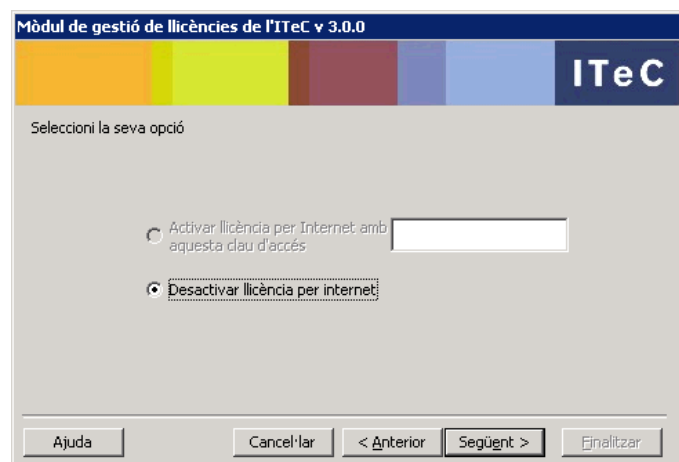 Mòdul de gestió de llicències de l'ITeC v 3.0.0
ITeC
Seleccioni la seva opció
Activar llicència per Internet amb
aquesta clau d'accés
Desactivar llicència per internet
Ajuda
Cancel·lar
< Anterior
Següent >
Finalitzar